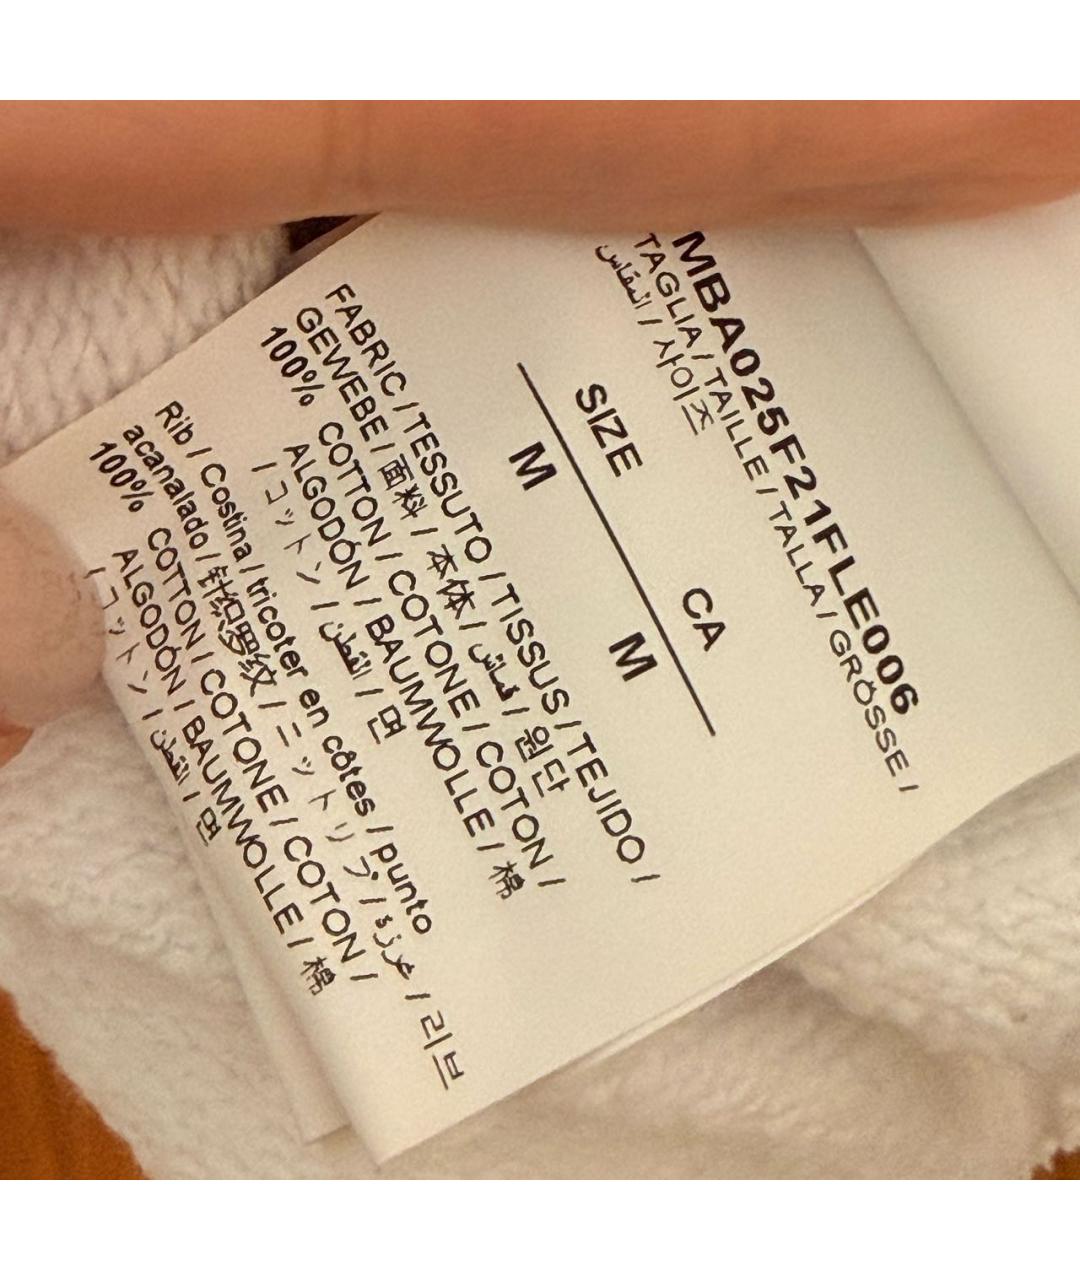 MBA025F21FLE006
TAGLIA / TAILLE / TALLA / GRÖSSE /
المقاس / 사이즈
SIZE CA
M M
FABRIC / TESSUTO / TISSUS / TEJIDO /
GEWEBE / 面料 / 本体 / قماش / 원단
100% COTTON / COTONE / COTON /
ALGODÓN / BAUMWOLLE / 棉
/ コットン / القطن / 면
Rib / Costina / tricoter en côtes / punto
acanalado / 针织罗纹 / ニットリブ / غرزة / 리브
100% COTTON / COTONE / COTON /
ALGODÓN / BAUMWOLLE / 棉
/ コットン / القطن / 면